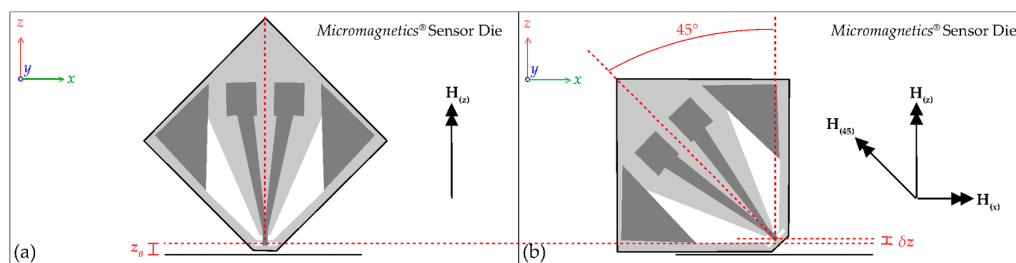 z
Micromagnetics® Sensor Die
y
x
H(z)
z0
(a)
z
45°
Micromagnetics® Sensor Die
y
x
H(z)
H(45)
H(x)
(b)
δz